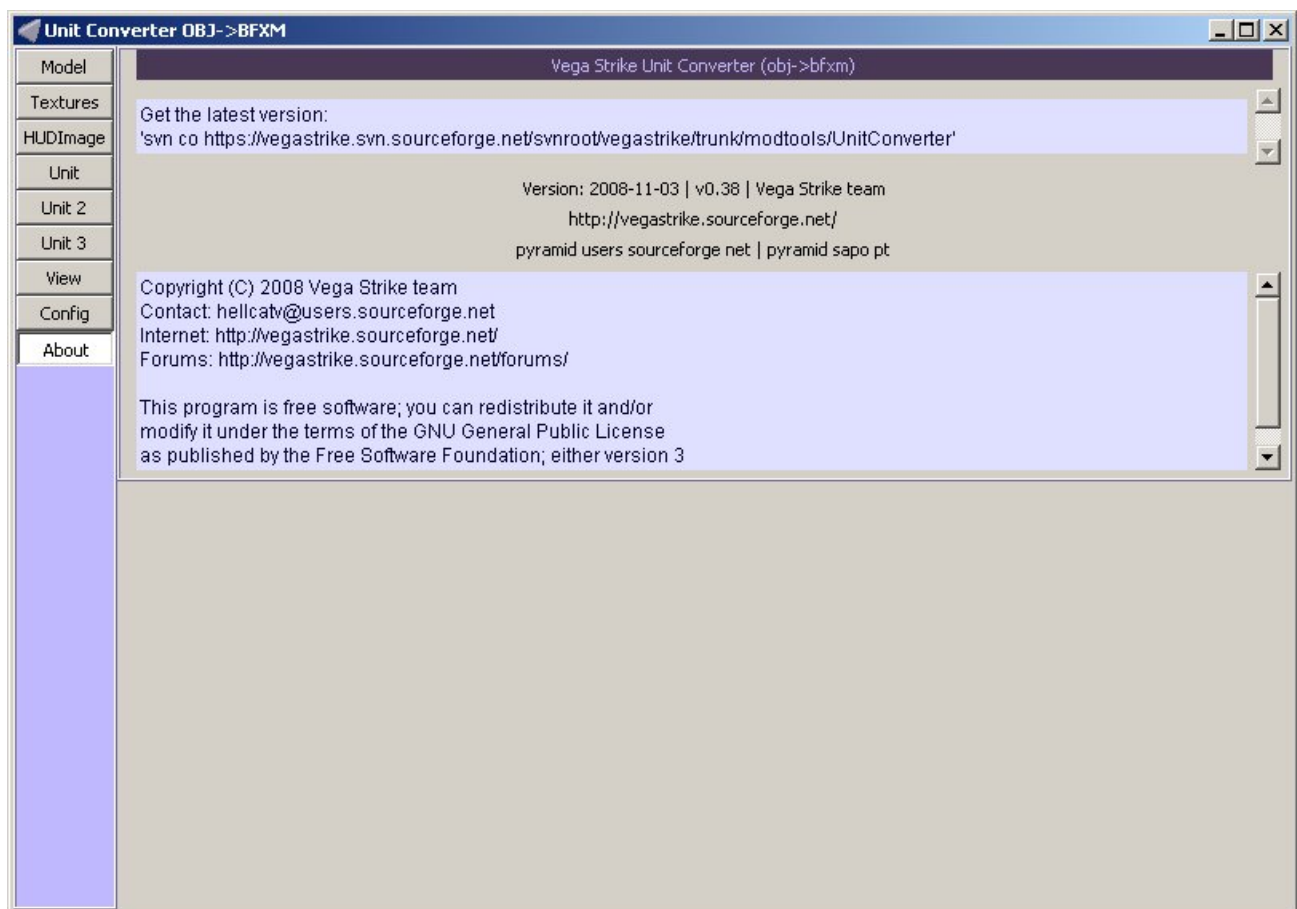 Unit Converter OBJ->BFXM
Model
Textures
HUDImage
Unit
Unit 2
Unit 3
View
Config
About
Vega Strike Unit Converter (obj->bfxm)
Get the latest version:
'svn co https://vegastrike.svn.sourceforge.net/svnroot/vegastrike/trunk/modtools/UnitConverter'
Version: 2008-11-03 | v0.38 | Vega Strike team
http://vegastrike.sourceforge.net/
pyramid users sourceforge net | pyramid sapo pt
Copyright (C) 2008 Vega Strike team
Contact: hellcatv@users.sourceforge.net
Internet: http://vegastrike.sourceforge.net/
Forums: http://vegastrike.sourceforge.net/forums/
This program is free software; you can redistribute it and/or
modify it under the terms of the GNU General Public License
as published by the Free Software Foundation; either version 3